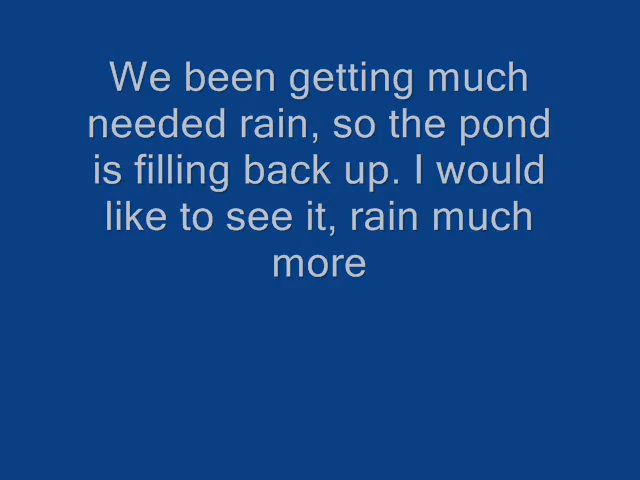 We been getting much
needed rain, so the pond
is filling back up. I would
like to see it, rain much
more